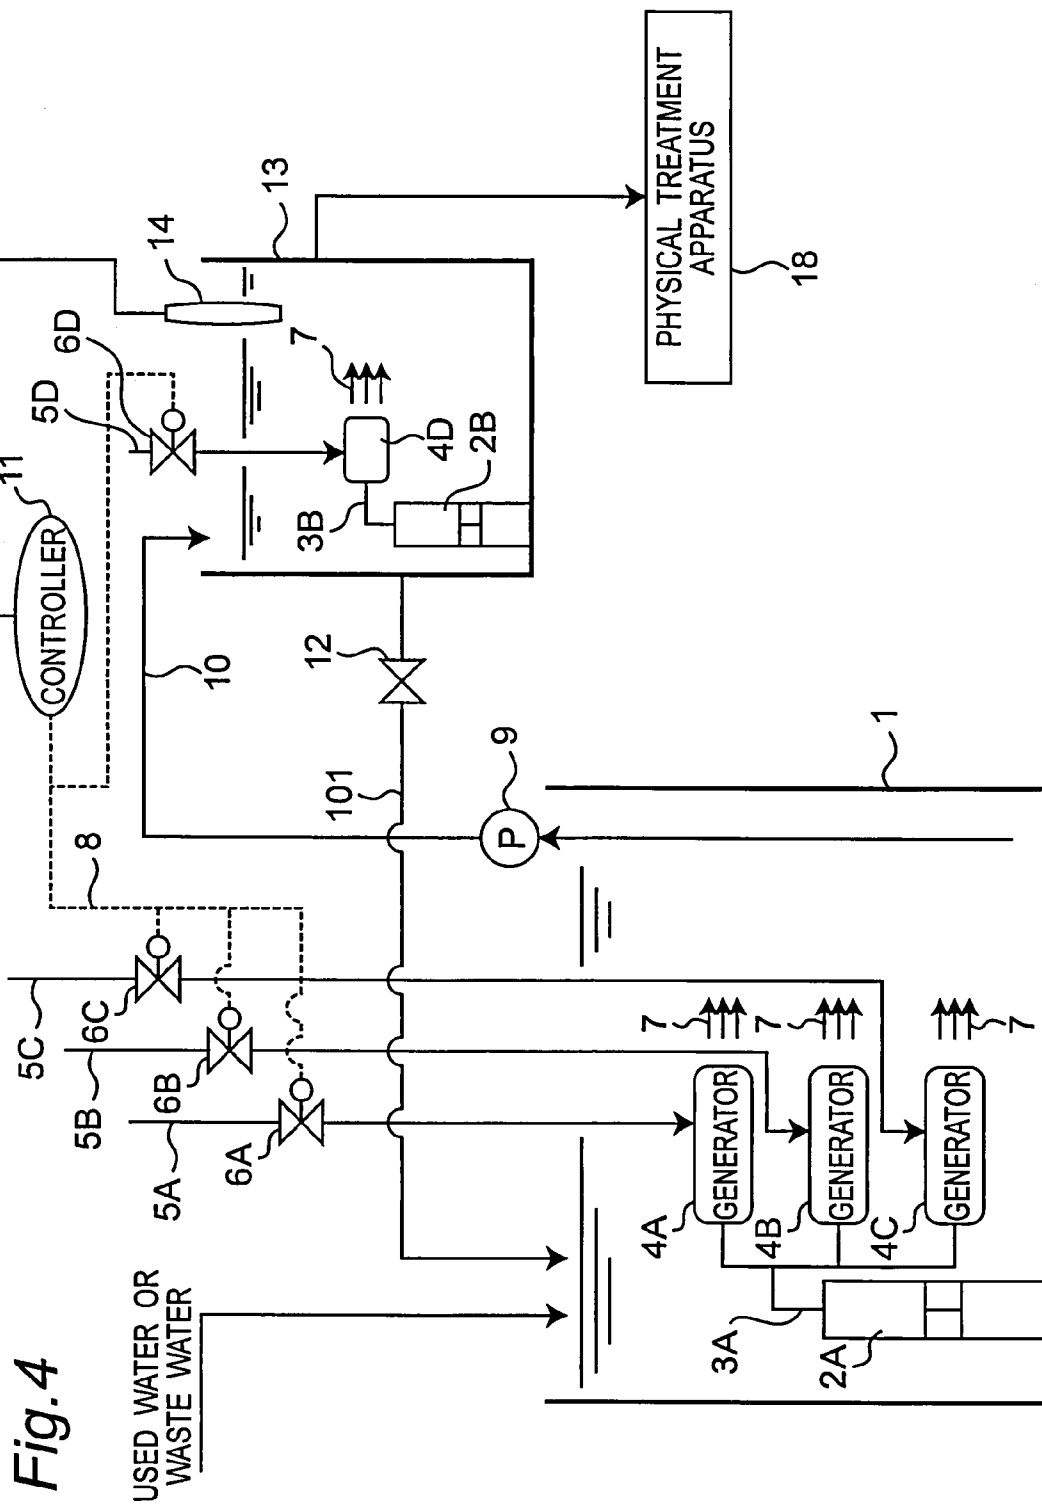 Fig.4
USED WATER OR
WASTE WATER
5A
5B
5C
6A
6B
6C
8
CONTROLLER
11
5D
6D
14
13
10
12
101
9
P
1
3B
4D
2B
7
PHYSICAL TREATMENT
APPARATUS
18
4A
GENERATOR
7
4B
GENERATOR
7
4C
GENERATOR
7
3A
2A